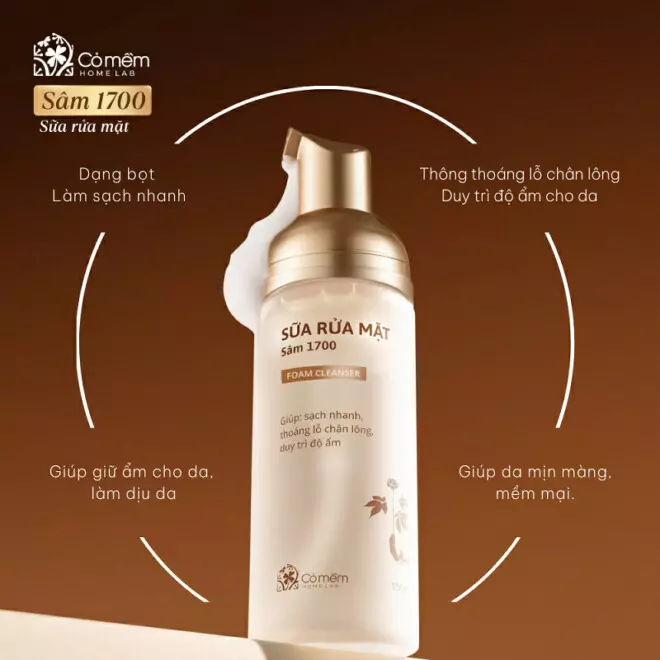 Cỏ mềm
HOME LAB
Sâm 1700
Sữa rửa mặt
Dạng bọt
Làm sạch nhanh
Thông thoáng lỗ chân lông
Duy trì độ ẩm cho da
SỮA RỬA MẶT
Sâm 1700
FOAM CLEANSER
Giúp: sạch nhanh,
thoáng lỗ chân lông,
duy trì độ ẩm
Giúp giữ ẩm cho da,
làm dịu da
Giúp da mịn màng,
mềm mại.
Cỏ mềm
HOME LAB